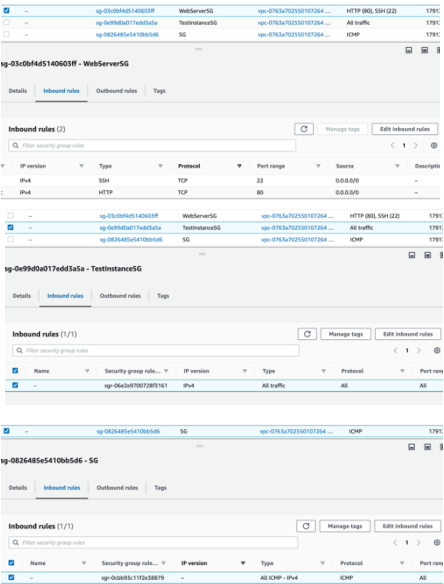 – sg-03c0bf4d5140603ff WebServerSG vpc-0763a702550107264 ... HTTP (80), SSH (22) 1791
– sg-0e99d0a017edd3a5a TestInstanceSG vpc-0763a702550107264 ... All traffic 1791
– sg-0826485e5410bb5d6 SG vpc-0763a702550107264 ... ICMP 1791
sg-03c0bf4d5140603ff - WebServerSG
Details Inbound rules Outbound rules Tags
Inbound rules (2) Manage tags Edit inbound rules
Filter security group rules 1
IP version Type Protocol Port range Source Descriptio
IPv4 SSH TCP 22 0.0.0.0/0 –
IPv4 HTTP TCP 80 0.0.0.0/0 –
– sg-03c0bf4d5140603ff WebServerSG vpc-0763a702550107264 ... HTTP (80), SSH (22) 1791
– sg-0e99d0a017edd3a5a TestInstanceSG vpc-0763a702550107264 ... All traffic 1791
– sg-0826485e5410bb5d6 SG vpc-0763a702550107264 ... ICMP 1791
sg-0e99d0a017edd3a5a - TestInstanceSG
Details Inbound rules Outbound rules Tags
Inbound rules (1/1) Manage tags Edit inbound rules
Filter security group rules 1
Name Security group rule... IP version Type Protocol Port rang
– sgr-06e2e9700728f3161 IPv4 All traffic All All
– sg-0826485e5410bb5d6 SG vpc-0763a702550107264 ... ICMP 1791
sg-0826485e5410bb5d6 - SG
Details Inbound rules Outbound rules Tags
Inbound rules (1/1) Manage tags Edit inbound rules
Filter security group rules 1
Name Security group rule... IP version Type Protocol Port rang
– sgr-0cbb93c11f2e38879 – All ICMP - IPv4 ICMP All